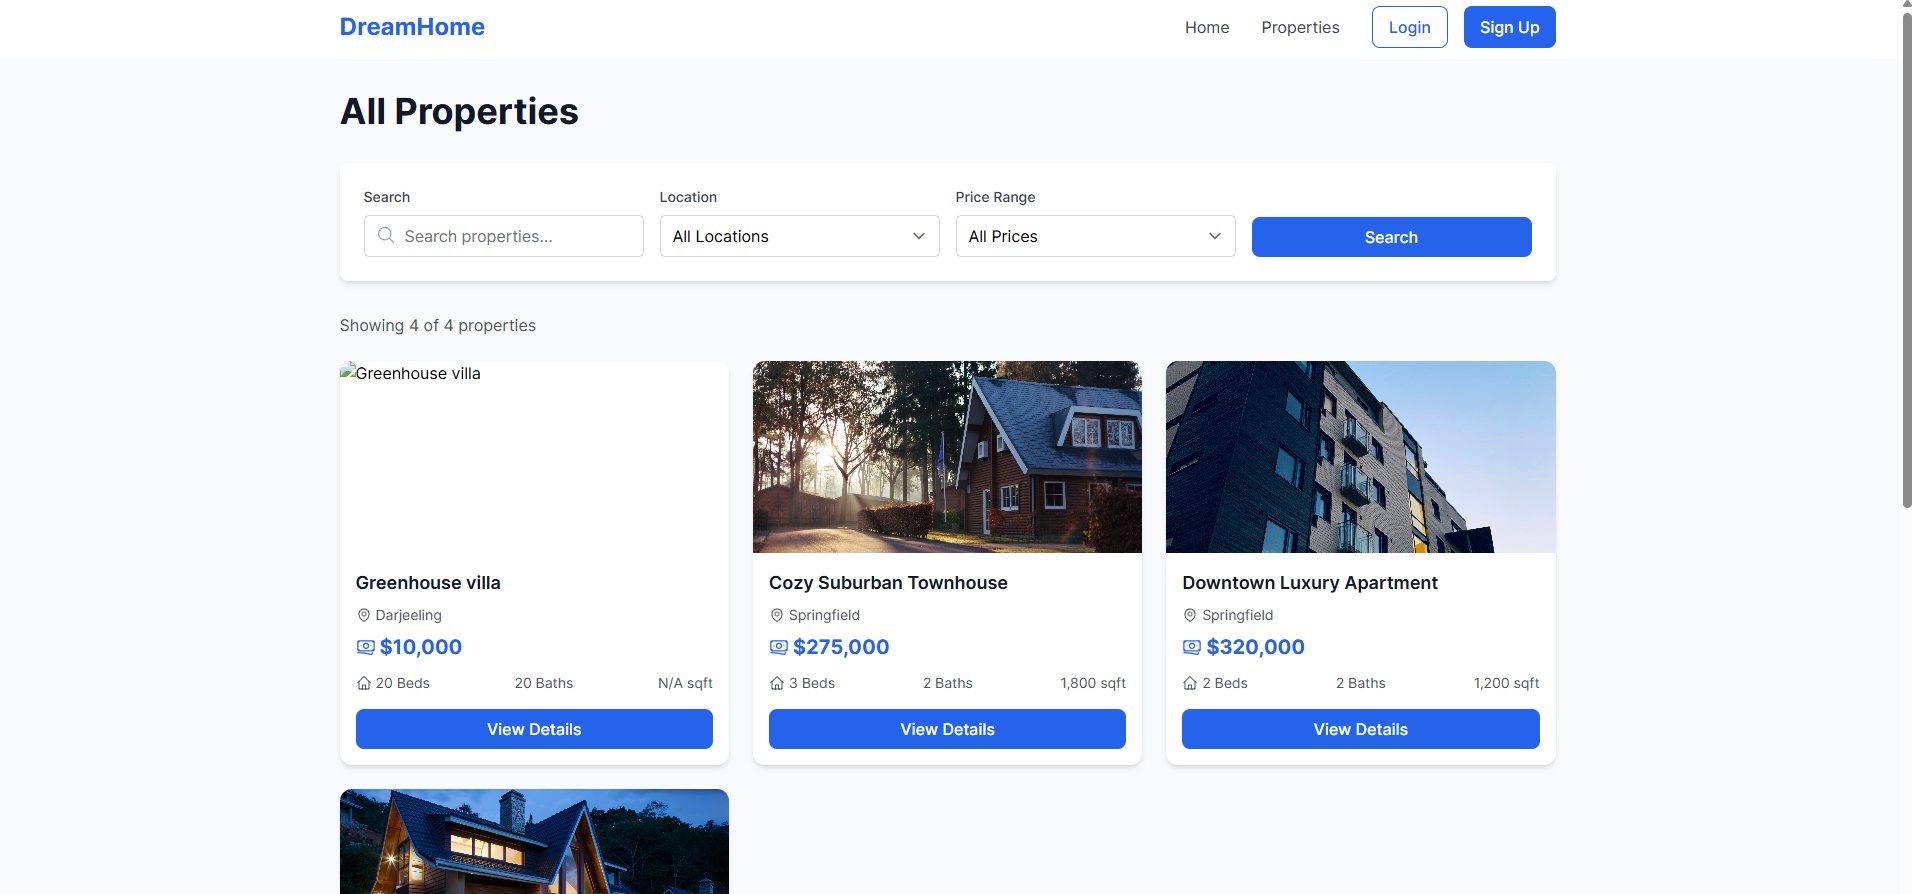 DreamHome
Home
Properties
Login
Sign Up
All Properties
Search
Location
Price Range
Search properties...
All Locations
All Prices
Search
Showing 4 of 4 properties
Greenhouse villa
Greenhouse villa
Darjeeling
$10,000
20 Beds
20 Baths
N/A sqft
View Details
Cozy Suburban Townhouse
Springfield
$275,000
3 Beds
2 Baths
1,800 sqft
View Details
Downtown Luxury Apartment
Springfield
$320,000
2 Beds
2 Baths
1,200 sqft
View Details